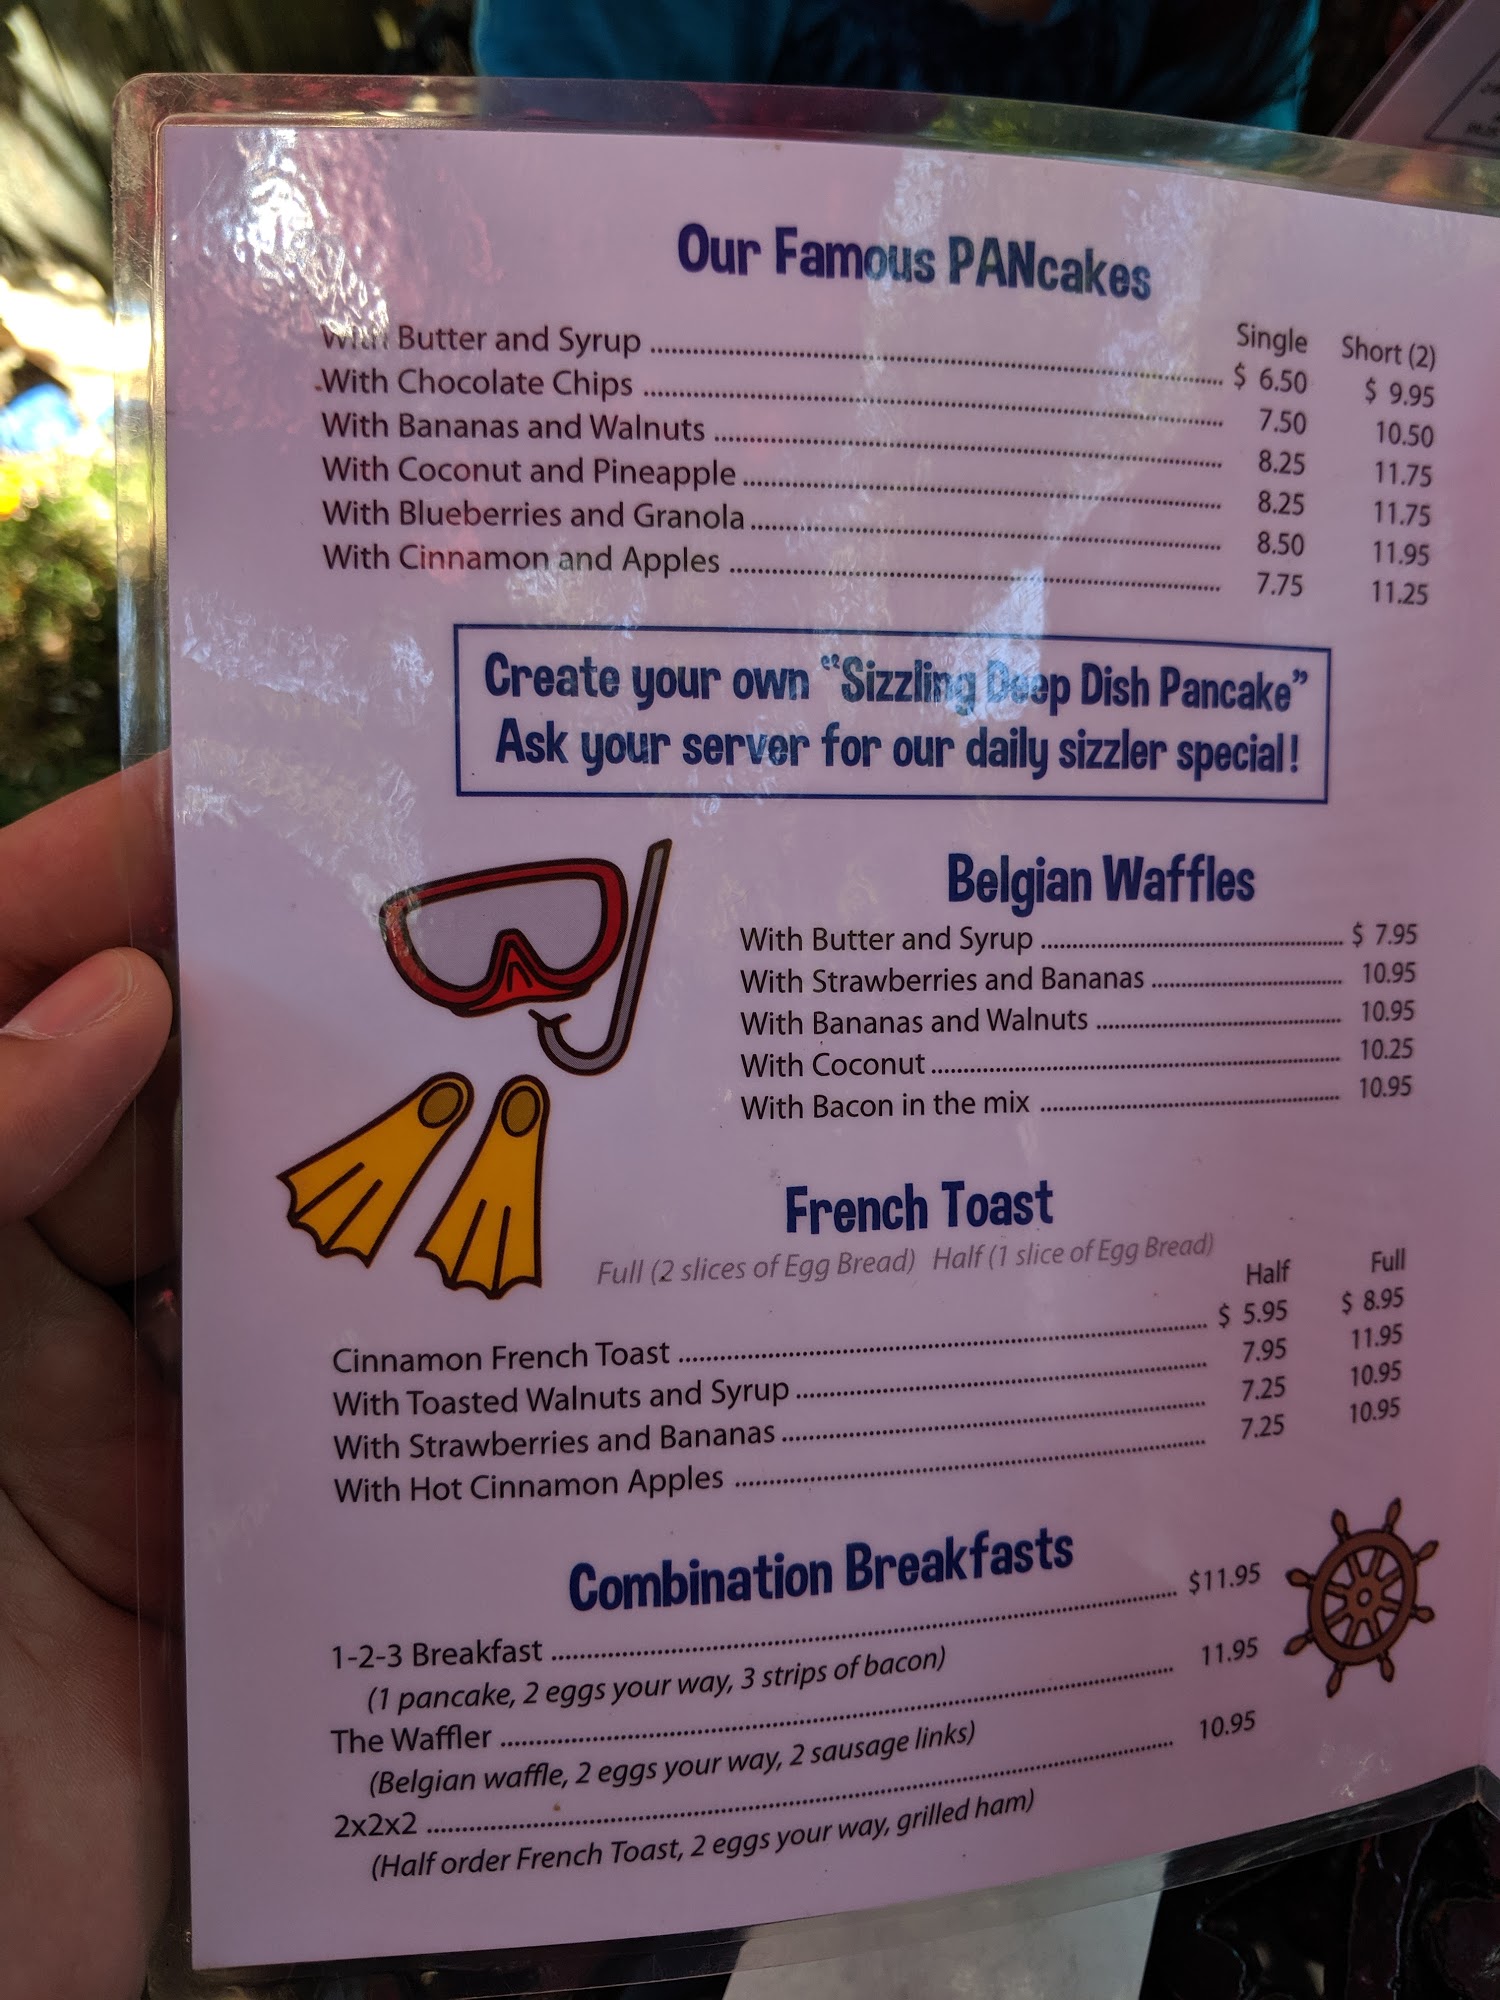 Our Famous PANcakes
Single Short (2)
With Butter and Syrup $ 6.50 $ 9.95
With Chocolate Chips 7.50 10.50
With Bananas and Walnuts 8.25 11.75
With Coconut and Pineapple 8.25 11.75
With Blueberries and Granola 8.50 11.95
With Cinnamon and Apples 7.75 11.25
Create your own “Sizzling Deep Dish Pancake”
Ask your server for our daily sizzler special!
Belgian Waffles
With Butter and Syrup $ 7.95
With Strawberries and Bananas 10.95
With Bananas and Walnuts 10.95
With Coconut 10.25
With Bacon in the mix 10.95
French Toast
Full (2 slices of Egg Bread) Half (1 slice of Egg Bread)
Half Full
Cinnamon French Toast $ 5.95 $ 8.95
With Toasted Walnuts and Syrup 7.95 11.95
With Strawberries and Bananas 7.25 10.95
With Hot Cinnamon Apples 7.25 10.95
Combination Breakfasts
1-2-3 Breakfast $11.95
(1 pancake, 2 eggs your way, 3 strips of bacon)
The Waffler 11.95
(Belgian waffle, 2 eggs your way, 2 sausage links)
2x2x2 10.95
(Half order French Toast, 2 eggs your way, grilled ham)